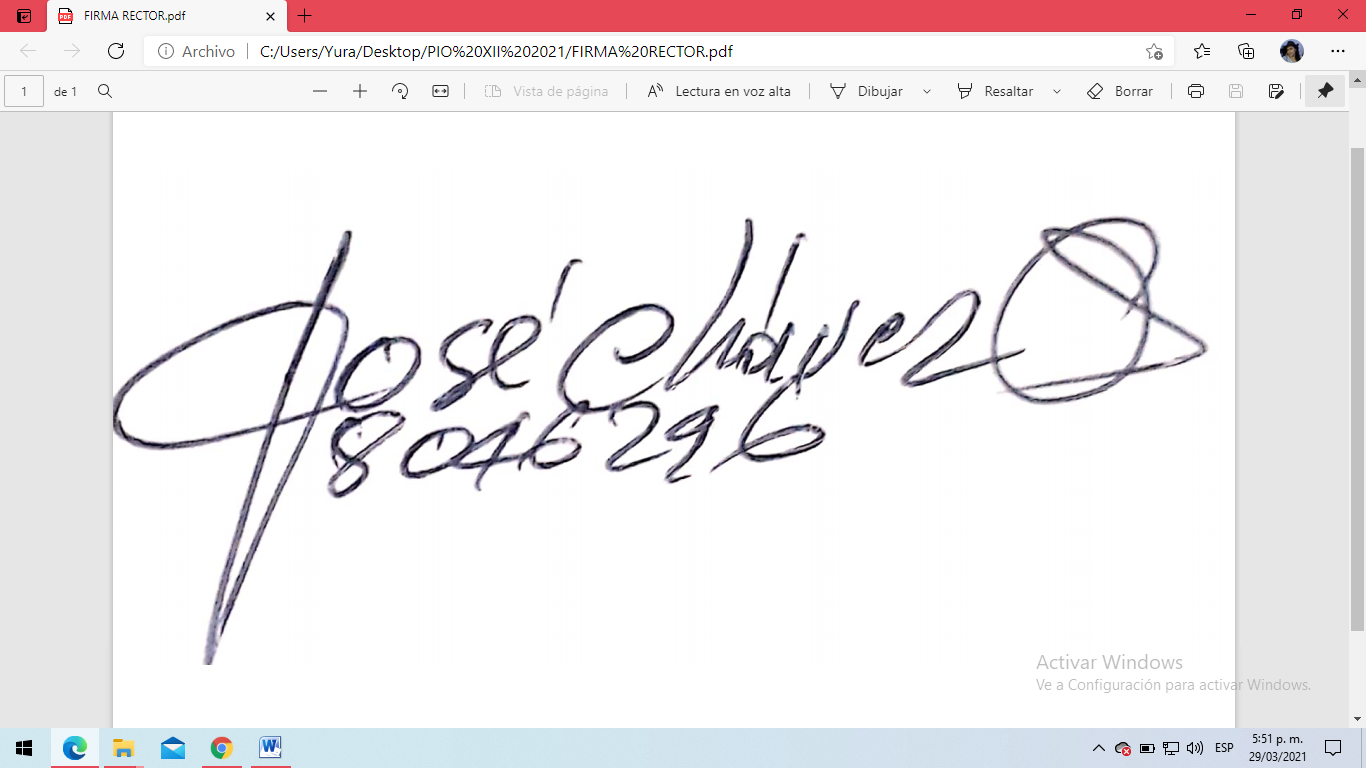 FIRMA RECTOR.pdf
Archivo C:/Users/Yura/Desktop/PIO%20XII%202021/FIRMA%20RECTOR.pdf
1 de 1 Vista de página Lectura en voz alta Dibujar Resaltar Borrar
José Chávez
8046296
Activar Windows
Ve a Configuración para activar Windows.
ESP 5:51 p. m.
29/03/2021